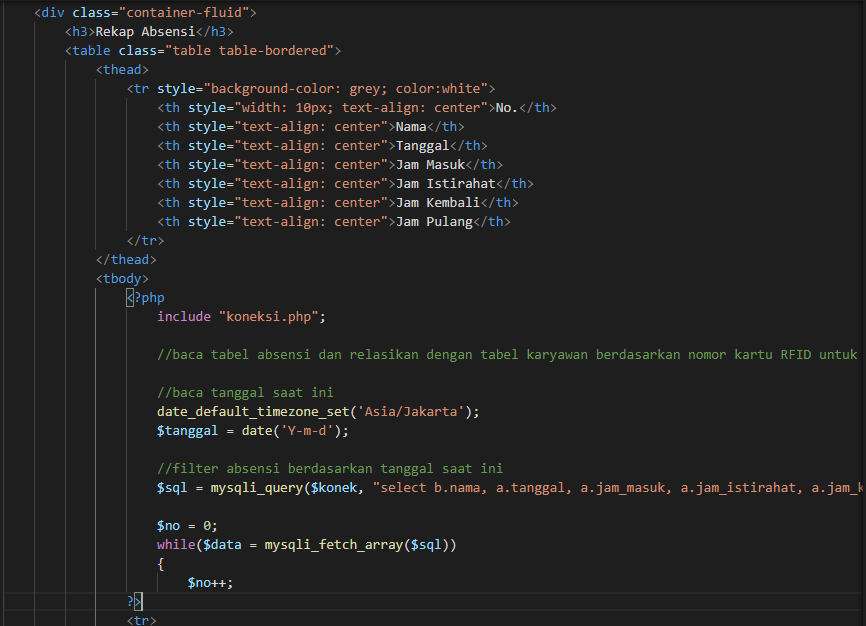 <div class="container-fluid">
<h3>Rekap Absensi</h3>
<table class="table table-bordered">
<thead>
<tr style="background-color: grey; color:white">
<th style="width: 10px; text-align: center">No.</th>
<th style="text-align: center">Nama</th>
<th style="text-align: center">Tanggal</th>
<th style="text-align: center">Jam Masuk</th>
<th style="text-align: center">Jam Istirahat</th>
<th style="text-align: center">Jam Kembali</th>
<th style="text-align: center">Jam Pulang</th>
</tr>
</thead>
<tbody>
<?php
include "koneksi.php";
//baca tabel absensi dan relasikan dengan tabel karyawan berdasarkan nomor kartu RFID untuk
//baca tanggal saat ini
date_default_timezone_set('Asia/Jakarta');
$tanggal = date('Y-m-d');
//filter absensi berdasarkan tanggal saat ini
$sql = mysqli_query($konek, "select b.nama, a.tanggal, a.jam_masuk, a.jam_istirahat, a.jam_k
$no = 0;
while($data = mysqli_fetch_array($sql))
{
$no++;
?>
<tr>